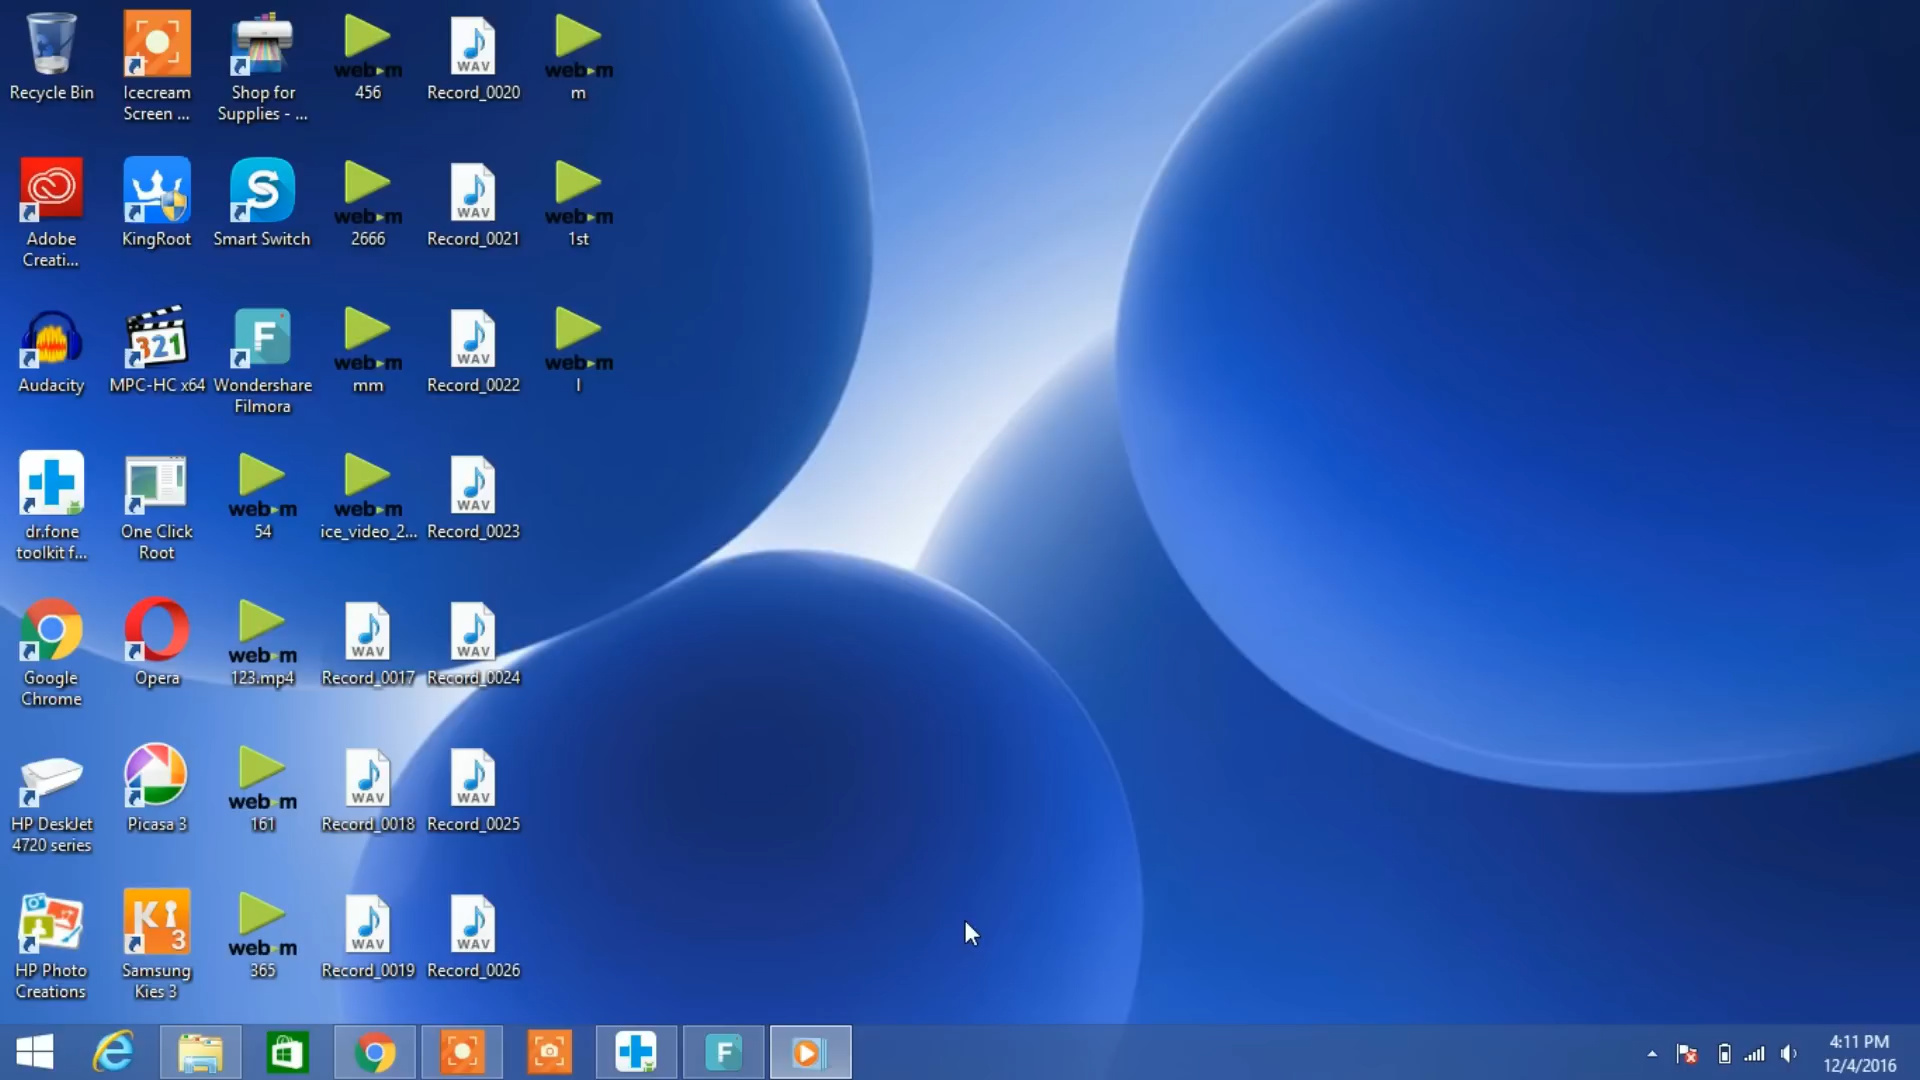 Recycle Bin
Icecream
Screen ...
Shop for
Supplies - ...
web m
456
WAV
Record_0020
web m
m
Adobe
Creati...
KingRoot
S
Smart Switch
web m
2666
WAV
Record_0021
web m
1st
Audacity
321
MPC-HC x64
F
Wondershare
Filmora
web m
mm
WAV
Record_0022
web m
l
dr.fone
toolkit f...
One Click
Root
web m
54
web m
ice_video_2...
WAV
Record_0023
Google
Chrome
Opera
web m
123.mp4
WAV
Record_0017
WAV
Record_0024
HP DeskJet
4720 series
Picasa 3
web m
161
WAV
Record_0018
WAV
Record_0025
HP Photo
Creations
Ki
3
Samsung
Kies 3
web m
365
WAV
Record_0019
WAV
Record_0026
F
4:11 PM
12/4/2016